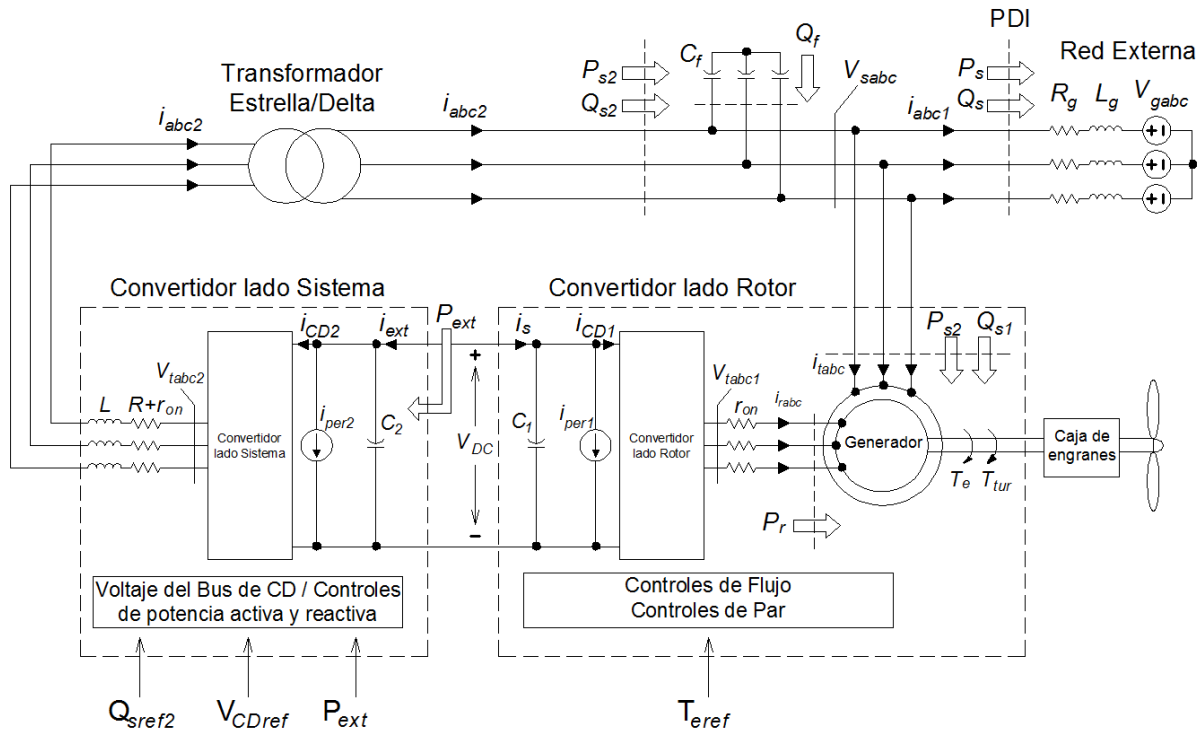 PDI
Red Externa
Transformador
Estrella/Delta
C_f
Q_f
P_s2
Q_s2
V_sabc
P_s
Q_s
R_g
L_g
V_gabc
i_abc2
i_abc2
i_abc1
+ I
+ I
+ I
Convertidor lado Sistema
Convertidor lado Rotor
P_ext
i_CD2
i_ext
i_s
i_CD1
P_s2
Q_s1
V_tabc2
L
R+r_on
i_per2
C_2
Convertidor
lado Sistema
+
V_DC
−
C_1
i_per1
Convertidor
lado Rotor
V_tabc1
r_on
i_rabc
i_tabc
Generador
T_e
T_tur
Caja de
engranes
P_r
Voltaje del Bus de CD / Controles
de potencia activa y reactiva
Controles de Flujo
Controles de Par
Q_sref2
V_CDref
P_ext
T_eref